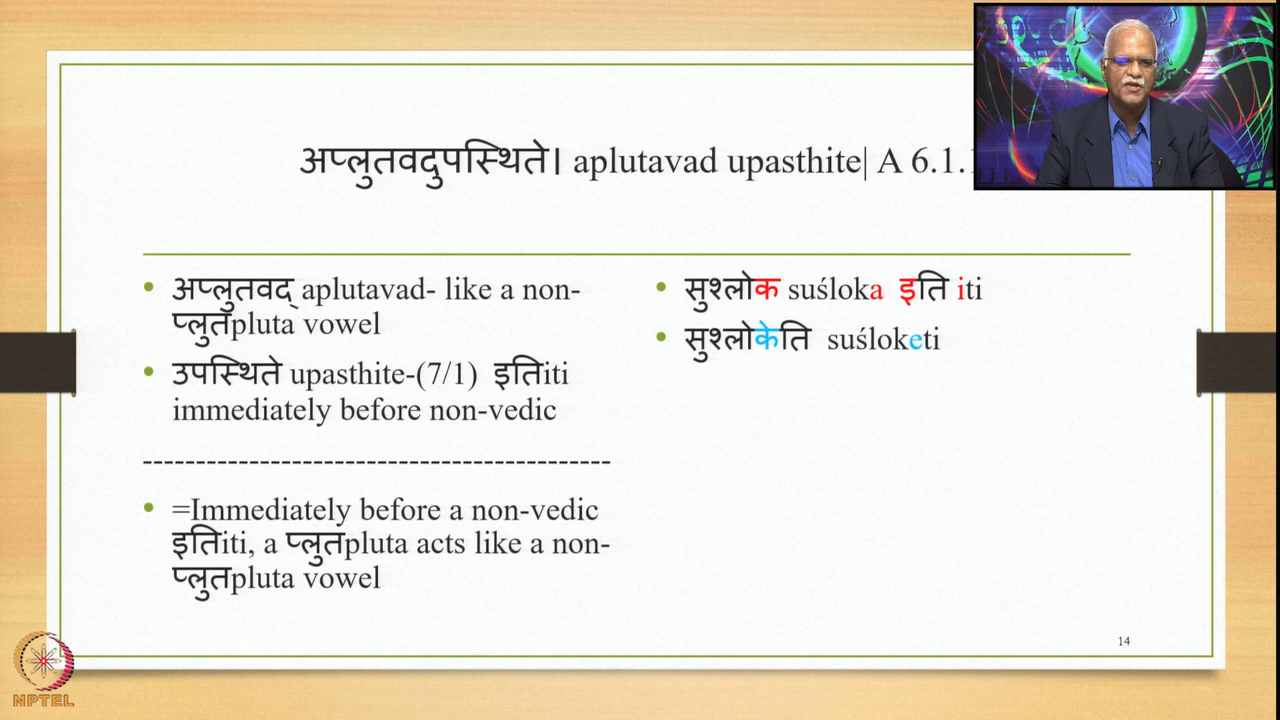 अप्लुतवदुपस्थिते। aplutavad upasthite| A 6.1.
• अप्लुतवद् aplutavad- like a non-
प्लुतpluta vowel
• उपस्थिते upasthite-(7/1) इतिiti
immediately before non-vedic
------------------------------------------
• =Immediately before a non-vedic
इतिiti, a प्लुतpluta acts like a non-
प्लुतpluta vowel
• सुश्लोक suśloka इति iti
• सुश्लोकेति suśloketi
14
NPTEL